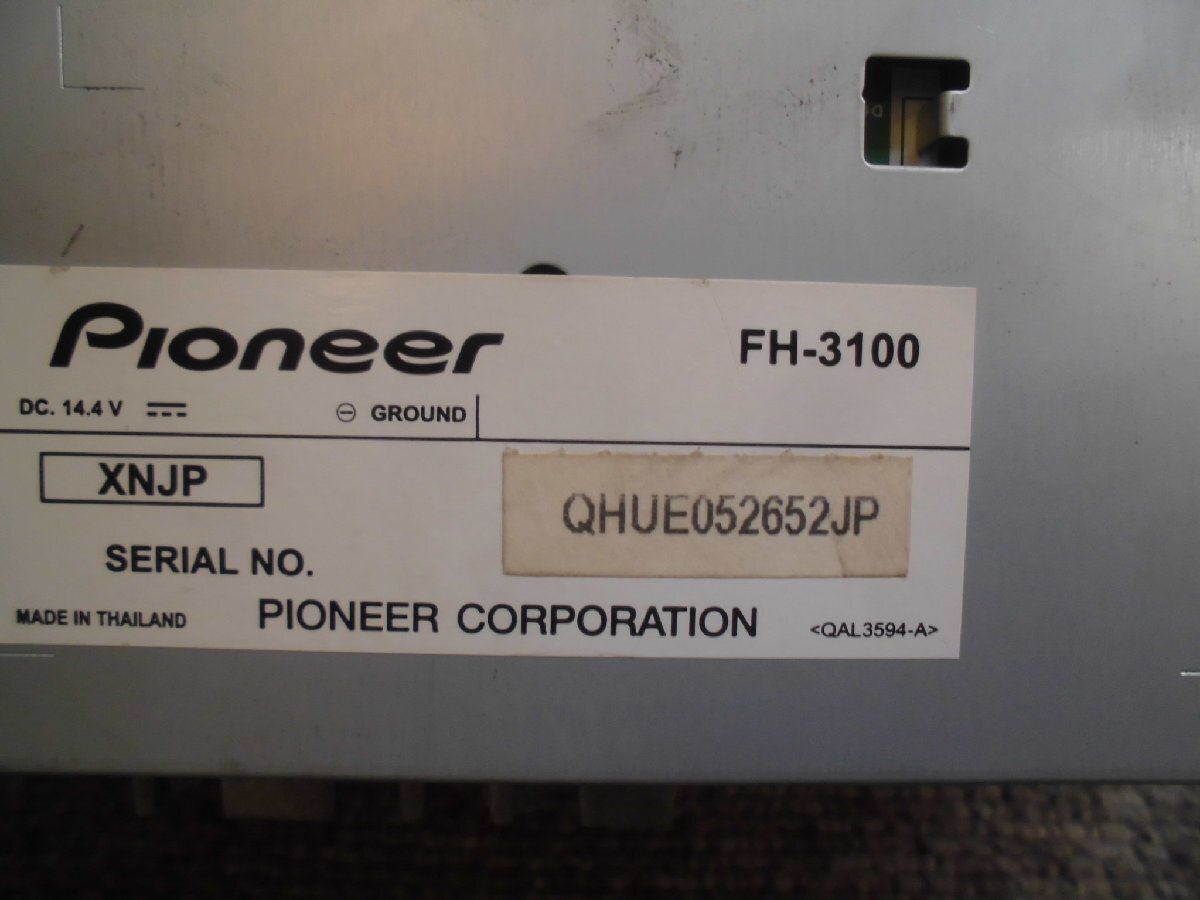 Pioneer
FH-3100
DC. 14.4 V
⊖ GROUND
XNJP
QHUE052652JP
SERIAL NO.
MADE IN THAILAND
PIONEER CORPORATION
<QAL3594-A>